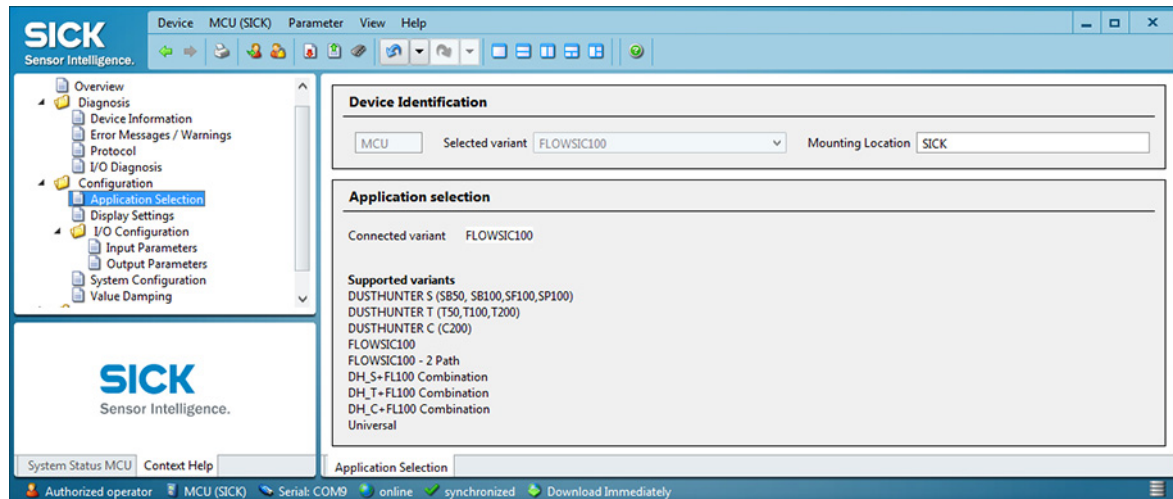 SICK
Sensor Intelligence.
Device MCU (SICK) Parameter View Help
Overview
Diagnosis
Device Information
Error Messages / Warnings
Protocol
I/O Diagnosis
Configuration
Application Selection
Display Settings
I/O Configuration
Input Parameters
Output Parameters
System Configuration
Value Damping
SICK
Sensor Intelligence.
System Status MCU Context Help
Device Identification
MCU Selected variant FLOWSIC100 Mounting Location SICK
Application selection
Connected variant FLOWSIC100
Supported variants
DUSTHUNTER S (SB50, SB100,SF100,SP100)
DUSTHUNTER T (T50,T100,T200)
DUSTHUNTER C (C200)
FLOWSIC100
FLOWSIC100 - 2 Path
DH_S+FL100 Combination
DH_T+FL100 Combination
DH_C+FL100 Combination
Universal
Application Selection
Authorized operator MCU (SICK) Serial: COM9 online synchronized Download Immediately